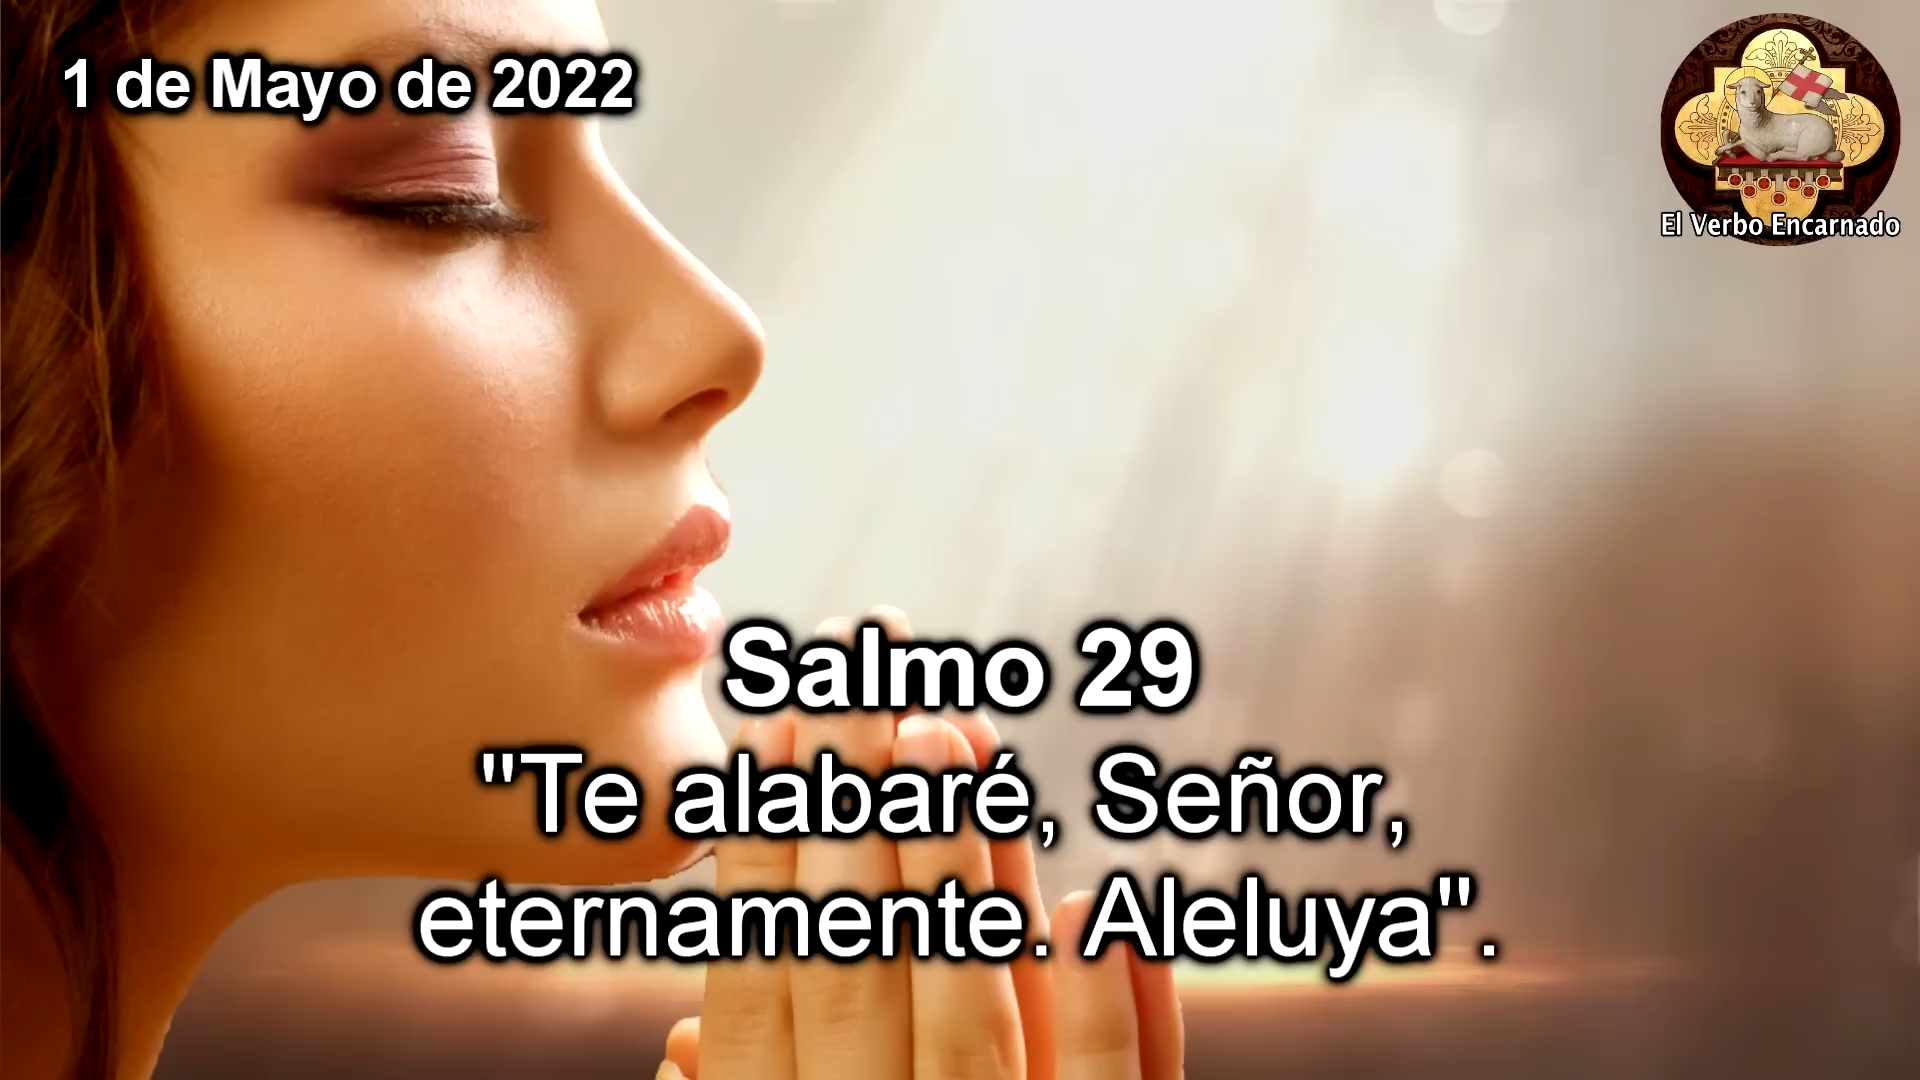 1 de Mayo de 2022
El Verbo Encarnado
Salmo 29
"Te alabaré, Señor,
eternamente. Aleluya".